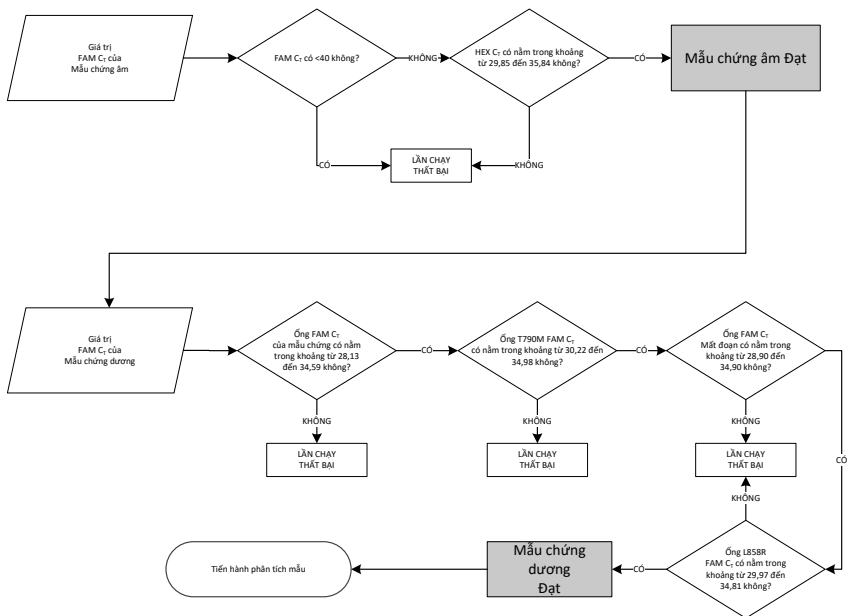 Giá trị
FAM Cₜ của
Mẫu chứng âm
FAM Cₜ có <40 không?
KHÔNG
HEX Cₜ có nằm trong khoảng
từ 29,85 đến 35,84 không?
CÓ
Mẫu chứng âm Đạt
CÓ
LẦN CHẠY
THẤT BẠI
KHÔNG
Giá trị
FAM Cₜ của
Mẫu chứng dương
Ống FAM Cₜ
của mẫu chứng có nằm
trong khoảng từ 28,13
đến 34,59 không?
CÓ
Ống T790M FAM Cₜ
có nằm trong khoảng từ 30,22 đến
34,98 không?
CÓ
Ống FAM Cₜ
Mất đoạn có nằm trong
khoảng từ 28,90 đến
34,90 không?
KHÔNG
KHÔNG
KHÔNG
LẦN CHẠY
THẤT BẠI
LẦN CHẠY
THẤT BẠI
LẦN CHẠY
THẤT BẠI
CÓ
KHÔNG
Ống L858R
FAM Cₜ có nằm trong
khoảng từ 29,97 đến
34,81 không?
CÓ
Mẫu chứng
dương
Đạt
Tiến hành phân tích mẫu